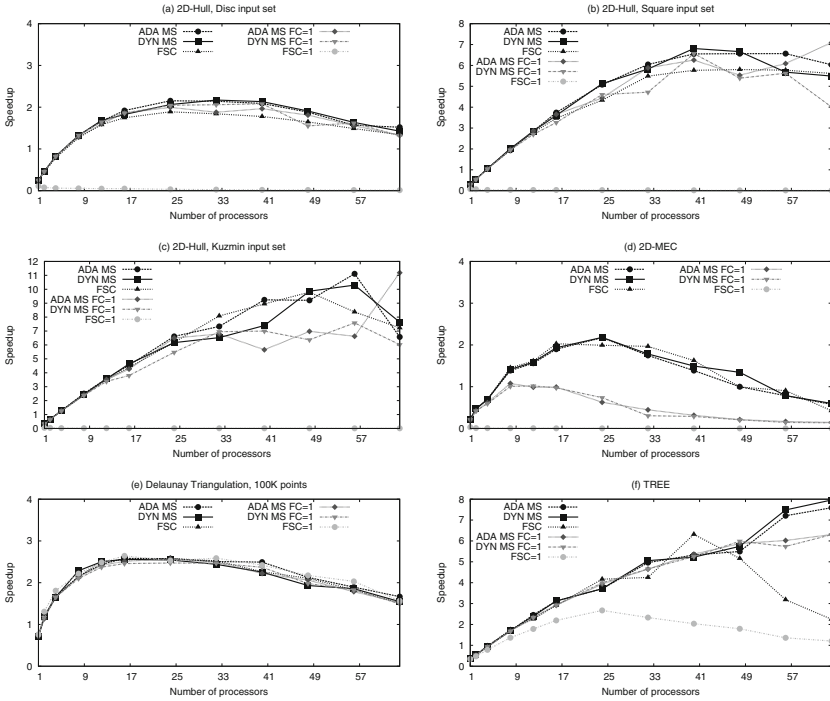 (a) 2D-Hull, Disc input set
4
3
2
1
0
Speedup
ADA MS
DYN MS
FSC
ADA MS FC=1
DYN MS FC=1
FSC=1
1 9 17 25 33 41 49 57
Number of processors
(b) 2D-Hull, Square input set
8
7
6
5
4
3
2
1
0
Speedup
ADA MS
DYN MS
FSC
ADA MS FC=1
DYN MS FC=1
FSC=1
1 9 17 25 33 41 49 57
Number of processors
(c) 2D-Hull, Kuzmin input set
12
11
10
9
8
7
6
5
4
3
2
1
0
Speedup
ADA MS
DYN MS
FSC
ADA MS FC=1
DYN MS FC=1
FSC=1
1 9 17 25 33 41 49 57
Number of processors
(d) 2D-MEC
4
3
2
1
0
Speedup
ADA MS
DYN MS
FSC
ADA MS FC=1
DYN MS FC=1
FSC=1
1 9 17 25 33 41 49 57
Number of processors
(e) Delaunay Triangulation, 100K points
4
3
2
1
0
Speedup
ADA MS
DYN MS
FSC
ADA MS FC=1
DYN MS FC=1
FSC=1
1 9 17 25 33 41 49 57
Number of processors
(f) TREE
8
7
6
5
4
3
2
1
0
Speedup
ADA MS
DYN MS
FSC
ADA MS FC=1
DYN MS FC=1
FSC=1
1 9 17 25 33 41 49 57
Number of processors